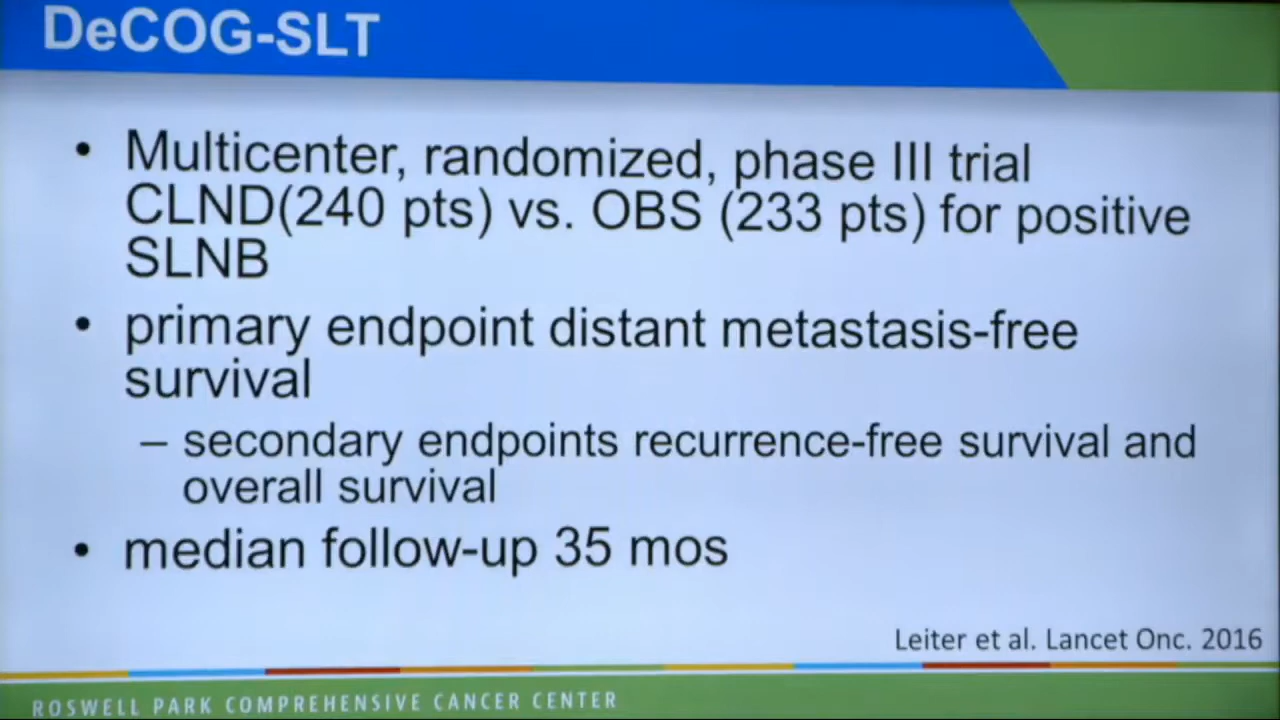 DeCOG-SLT
• Multicenter, randomized, phase III trial
CLND(240 pts) vs. OBS (233 pts) for positive
SLNB
• primary endpoint distant metastasis-free
survival
– secondary endpoints recurrence-free survival and
overall survival
• median follow-up 35 mos
Leiter et al. Lancet Onc. 2016
ROSWELL PARK COMPREHENSIVE CANCER CENTER